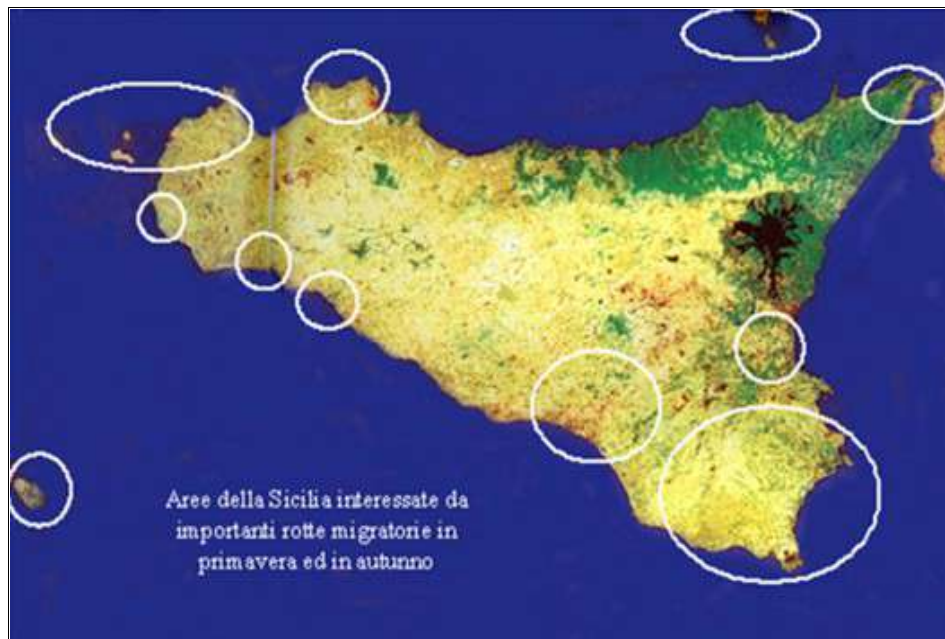 Aree della Sicilia interessate da
importanti rotte migratorie in
primavera ed in autunno